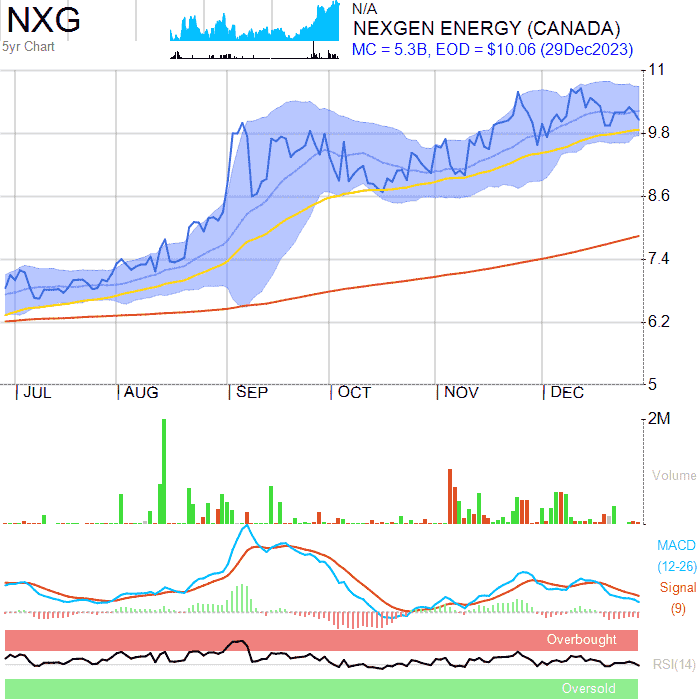 NXG
5yr Chart
N/A
NEXGEN ENERGY (CANADA)
MC = 5.3B, EOD = $10.06 (29Dec2023)
11
9.8
8.6
7.4
6.2
5
JUL AUG SEP OCT NOV DEC
2M
Volume
MACD
(12-26)
Signal
(9)
Overbought
RSI(14)
Oversold